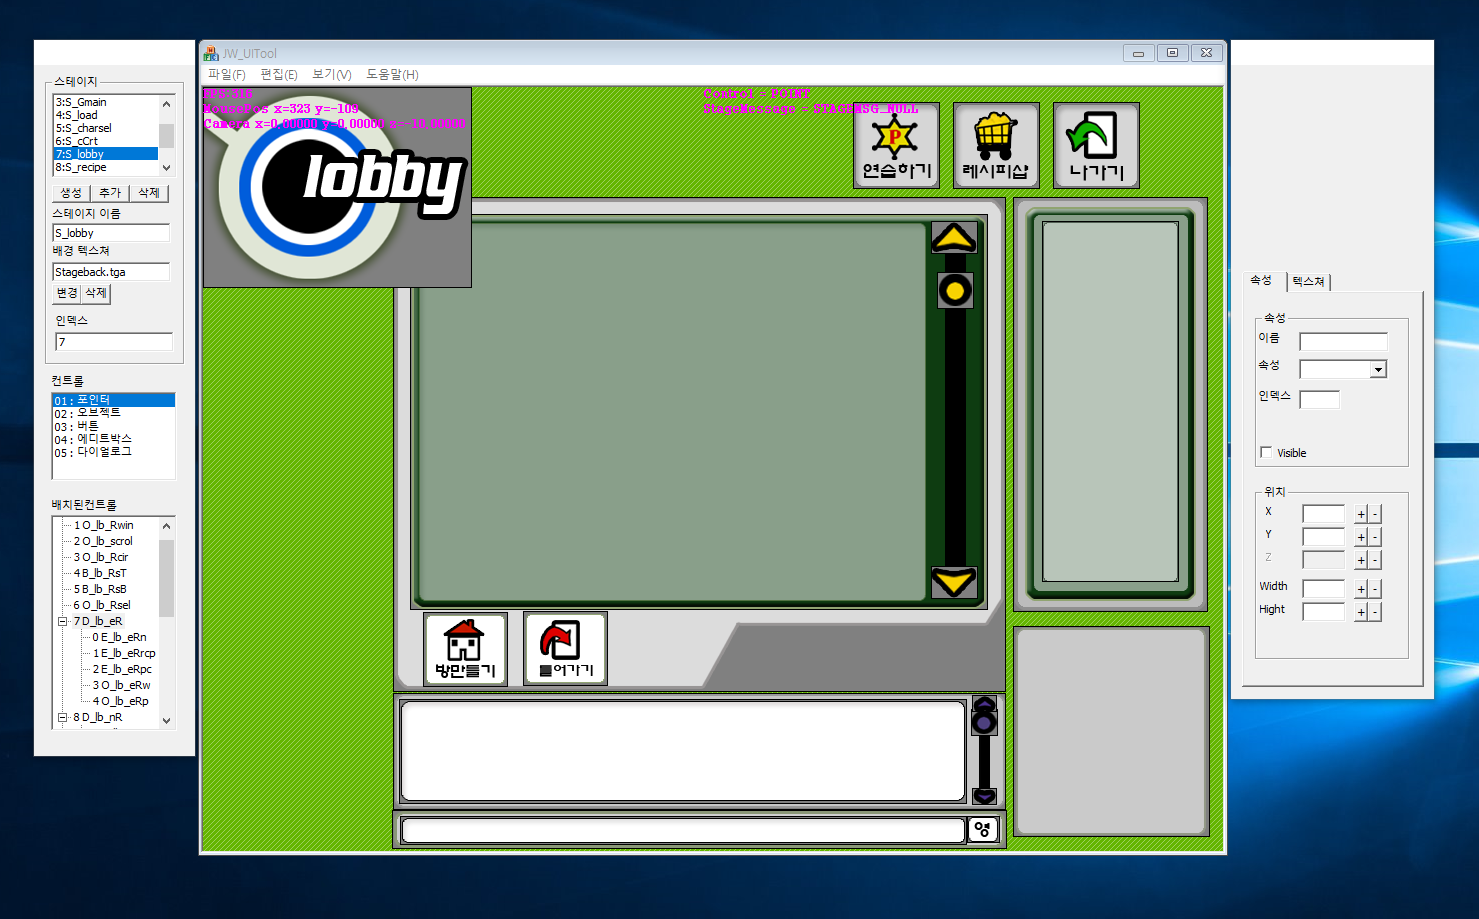 스테이지
3:S_Gmain
4:S_load
5:S_charsel
6:S_cCrt
7:S_lobby
8:S_recipe
생성 추가 삭제
스테이지 이름
S_lobby
배경 텍스쳐
Stageback.tga
변경 삭제
인덱스
7
컨트롤
01 : 포인터
02 : 오브젝트
03 : 버튼
04 : 에디트박스
05 : 다이얼로그
배치된컨트롤
1 O_lb_Rwin
2 O_lb_scrol
3 O_lb_Rcir
4 B_lb_RsT
5 B_lb_RsB
6 O_lb_Rsel
7 D_lb_eR
0 E_lb_eRn
1 E_lb_eRrcp
2 E_lb_eRpc
3 O_lb_eRw
4 O_lb_eRp
8 D_lb_nR
JW_UITool
파일(F) 편집(E) 보기(V) 도움말(H)
FPS:316
MousePos x=323 y=-109
Camera x=0,00000 y=0,00000 z=-10,00000
Control - POINT
StageMessage - STAGEMSG_NULL
lobby
P
연습하기
레시피샵
나가기
방만들기
들어가기
영
속성 텍스쳐
속성
이름
속성
인덱스
Visible
위치
X + -
Y + -
Z + -
Width + -
Hight + -